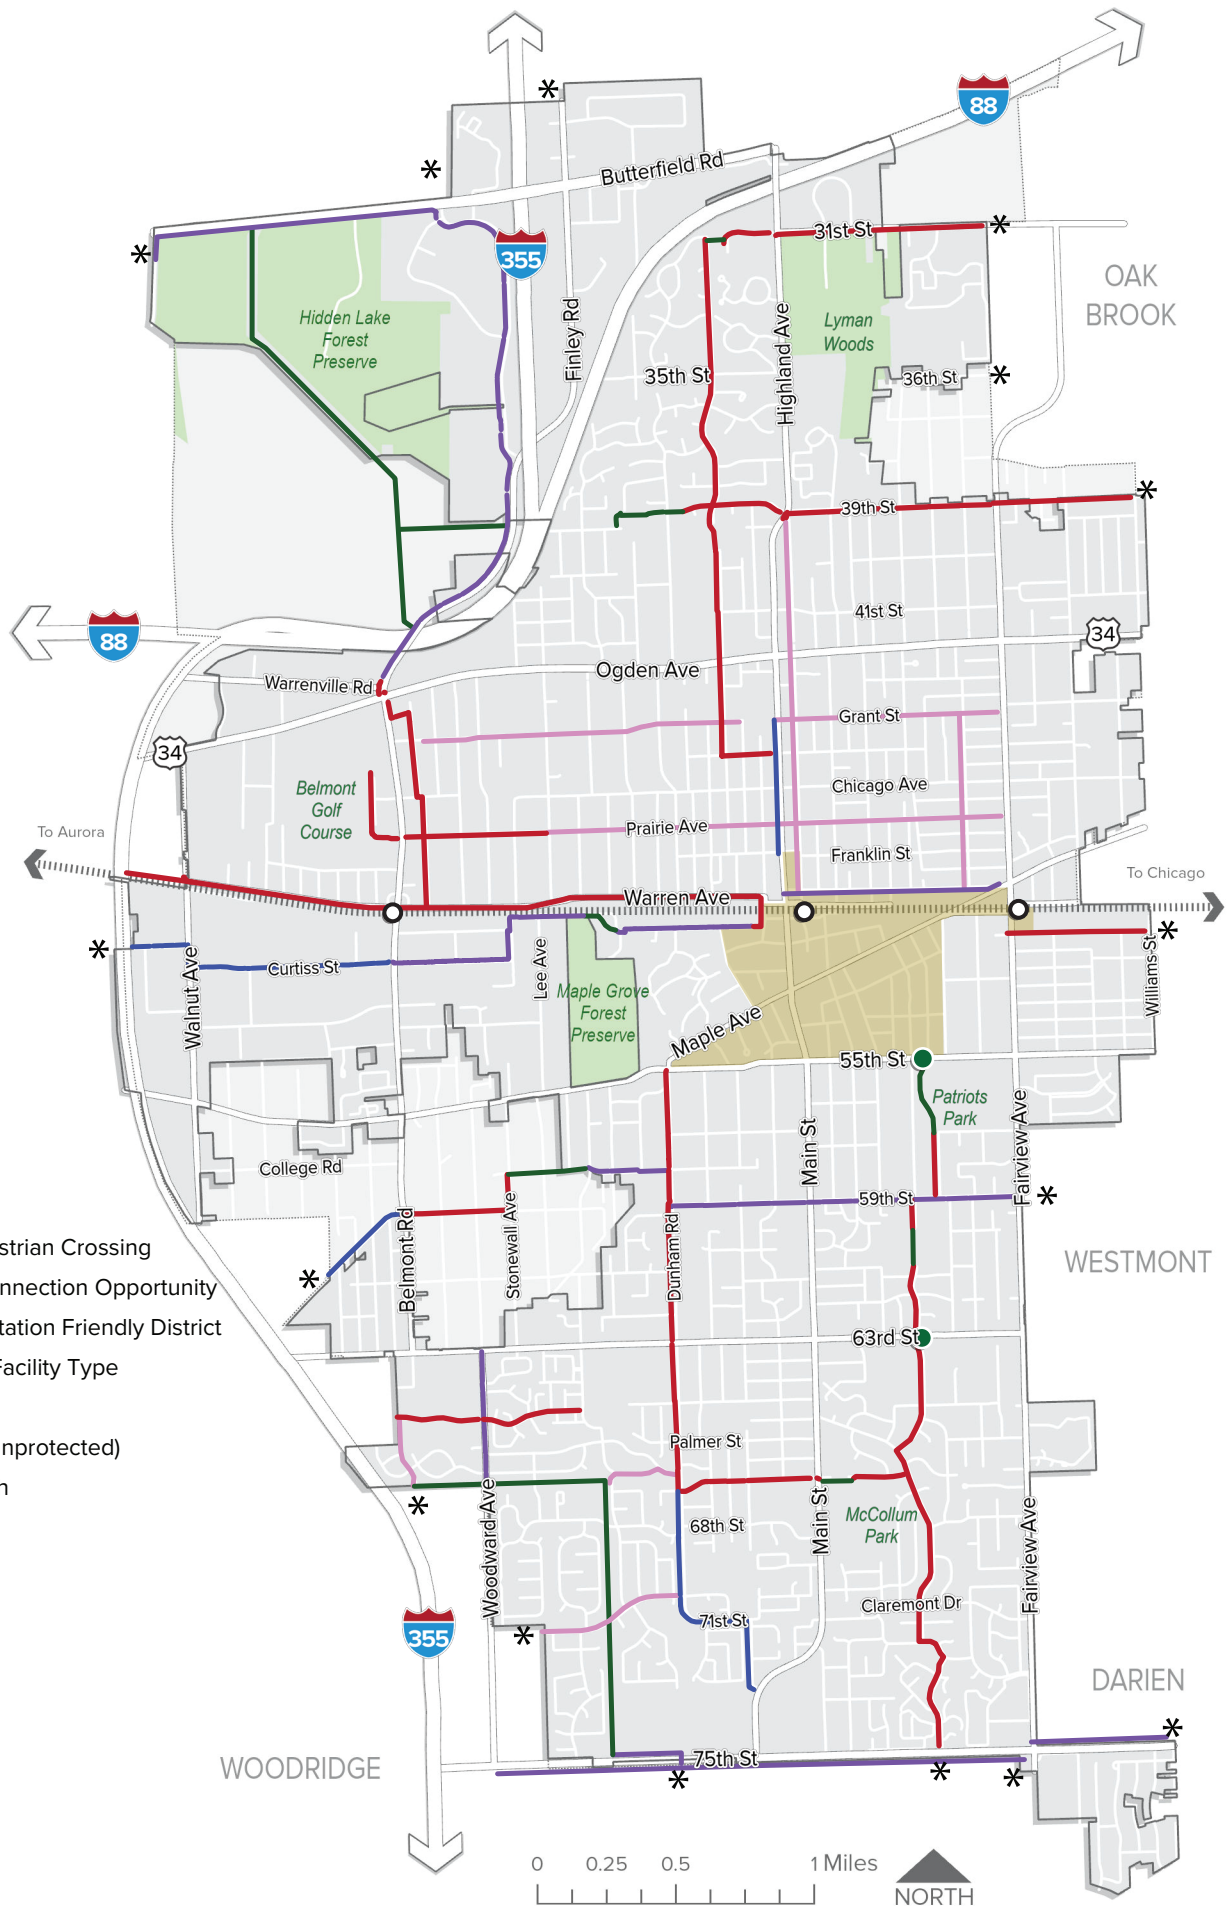 88
Butterfield Rd
31st St
355
OAK
BROOK
Hidden Lake
Forest
Preserve
Finley Rd
Highland Ave
Lyman
Woods
35th St
36th St
39th St
41st St
88
34
Ogden Ave
Warrenville Rd
Grant St
34
Belmont
Golf
Course
Chicago Ave
To Aurora
Prairie Ave
Franklin St
To Chicago
Warren Ave
Walnut Ave
Curtiss St
Lee Ave
Maple Grove
Forest
Preserve
Williams St
Maple Ave
55th St
Patriots
Park
Main St
Fairview Ave
College Rd
59th St
Stonewall Ave
Belmont Rd
Dunham Rd
strian Crossing
WESTMONT
nnection Opportunity
tation Friendly District
63rd St
Facility Type
Palmer St
nprotected)
n
Woodward Ave
68th St
Main St
McCollum
Park
Fairview Ave
Claremont Dr
71st St
355
DARIEN
75th St
WOODRIDGE
0 0.25 0.5 1 Miles
NORTH